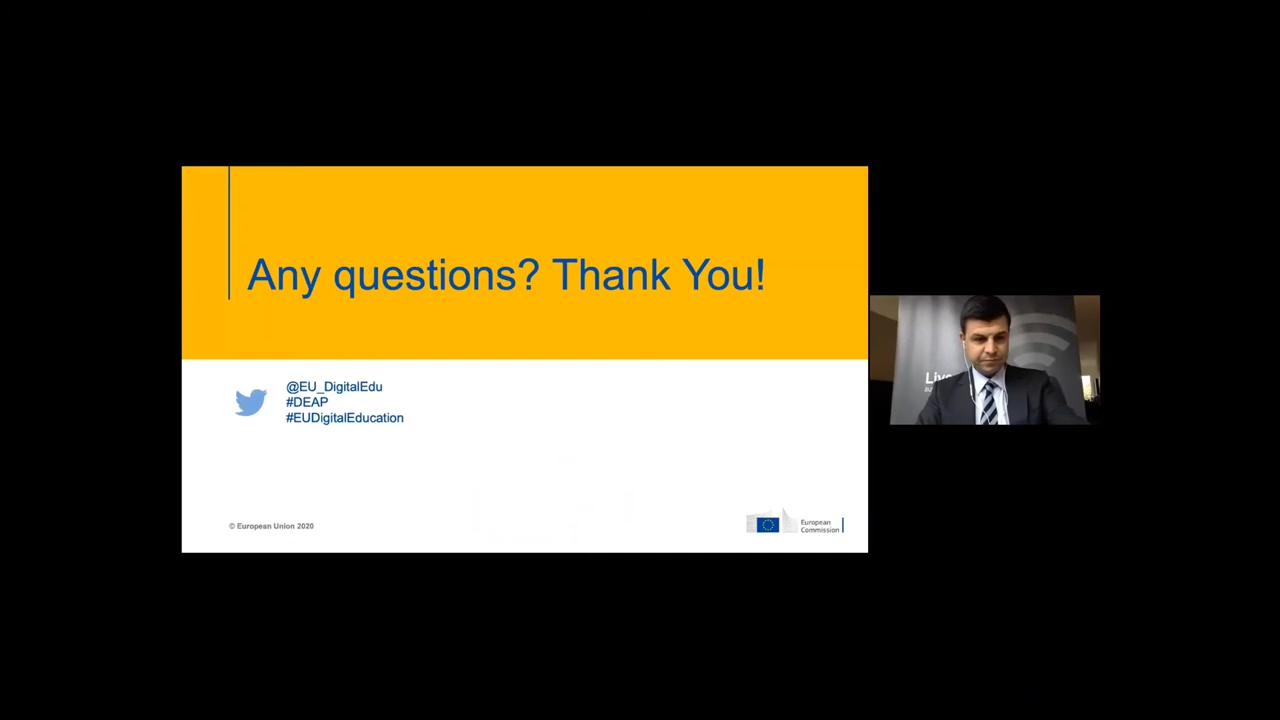 Any questions? Thank You!
@EU_DigitalEdu
#DEAP
#EUDigitalEducation
© European Union 2020
European
Commission